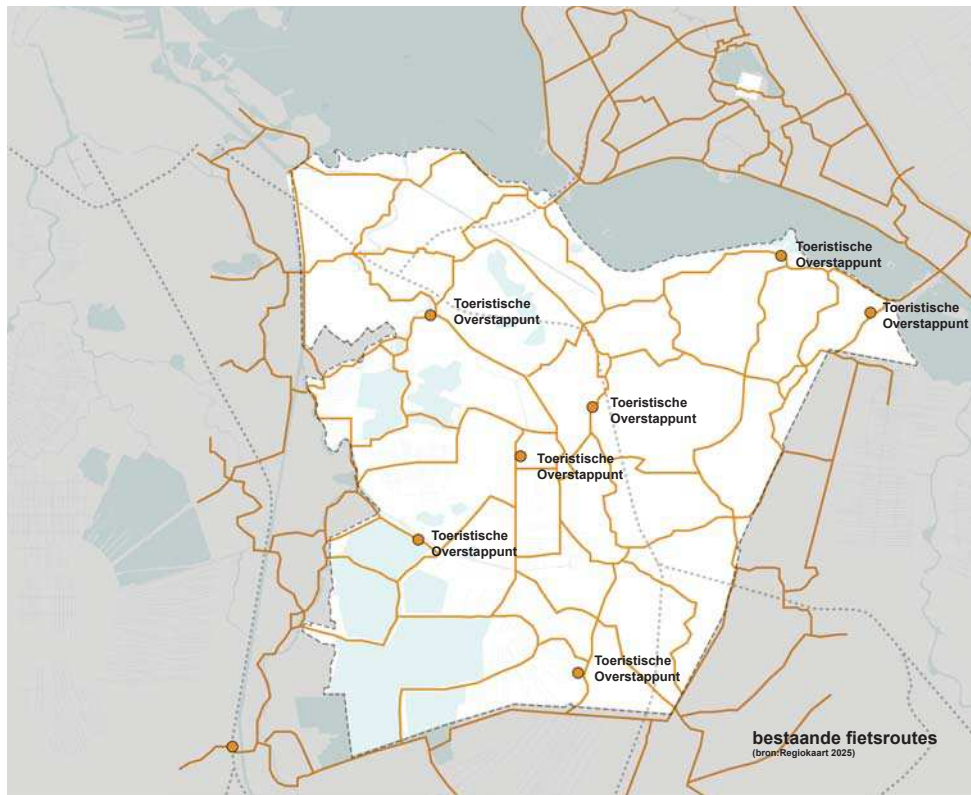 Toeristische
Overstappunt
Toeristische
Overstappunt
Toeristische
Overstappunt
Toeristische
Overstappunt
Toeristische
Overstappunt
Toeristische
Overstappunt
Toeristische
Overstappunt
bestaande fietsroutes
(bron:Regiokaart 2025)